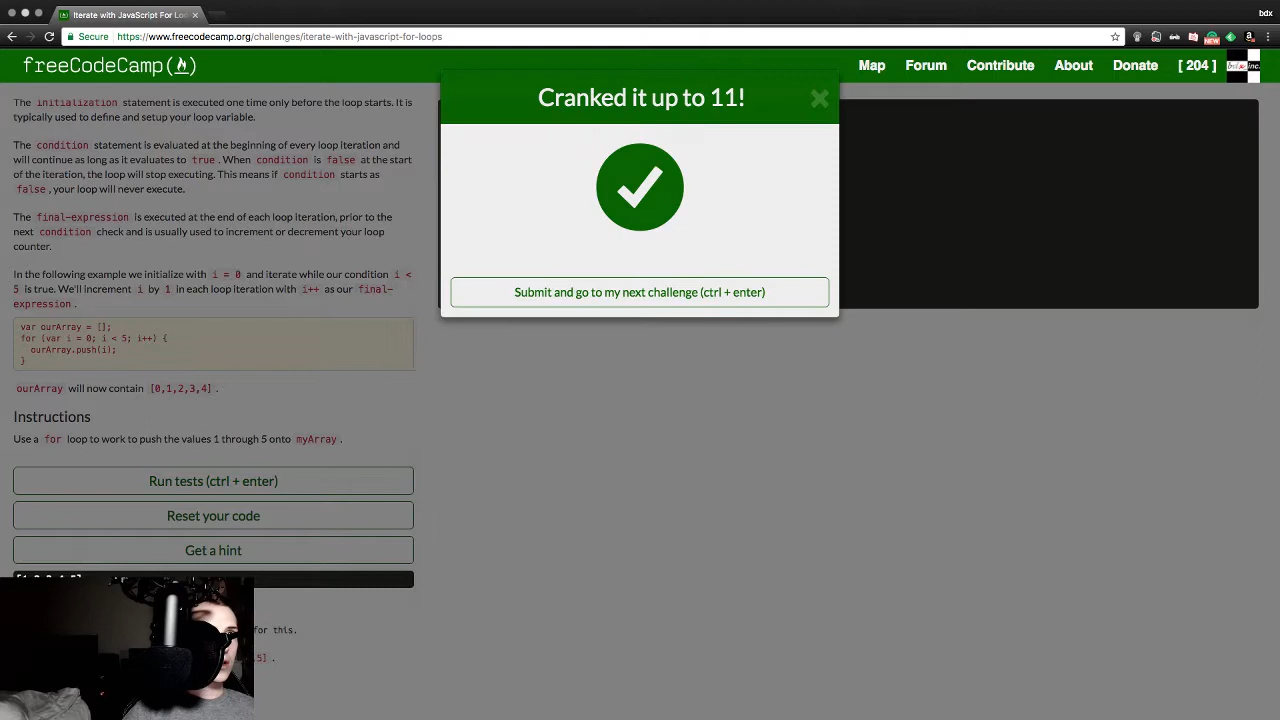 Iterate with JavaScript For Loo
bdx
Secure
https://www.freecodecamp.org/challenges/iterate-with-javascript-for-loops
NEW
freeCodeCamp(🔥)
Map
Forum
Contribute
About
Donate
[ 204 ]
bdx inc.
The initialization statement is executed one time only before the loop starts. It is
typically used to define and setup your loop variable.
The condition statement is evaluated at the beginning of every loop iteration and
will continue as long as it evaluates to true. When condition is false at the start
of the iteration, the loop will stop executing. This means if condition starts as
false, your loop will never execute.
The final-expression is executed at the end of each loop iteration, prior to the
next condition check and is usually used to increment or decrement your loop
counter.
In the following example we initialize with i = 0 and iterate while our condition i <
5 is true. We'll increment i by 1 in each loop iteration with i++ as our final-
expression.
var ourArray = [];
for (var i = 0; i < 5; i++) {
ourArray.push(i);
}
ourArray will now contain [0,1,2,3,4].
Instructions
Use a for loop to work to push the values 1 through 5 onto myArray.
Run tests (ctrl + enter)
Reset your code
Get a hint
for this.
5].
Cranked it up to 11!
Submit and go to my next challenge (ctrl + enter)